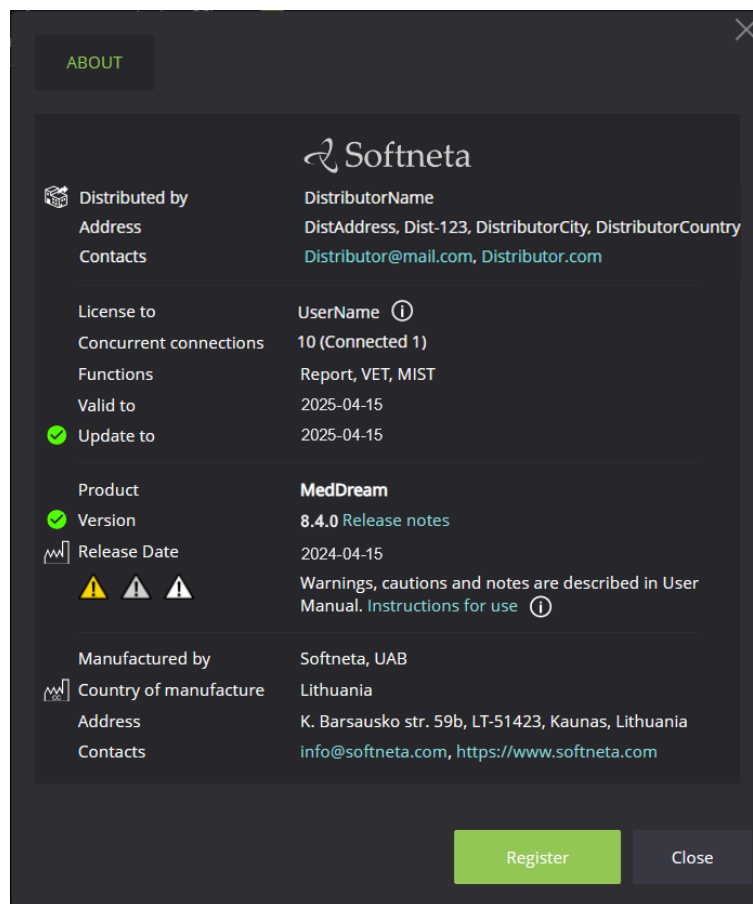 ABOUT
Softneta
Distributed by DistributorName
Address DistAddress, Dist-123, DistributorCity, DistributorCountry
Contacts Distributor@mail.com, Distributor.com
License to UserName
Concurrent connections 10 (Connected 1)
Functions Report, VET, MIST
Valid to 2025-04-15
Update to 2025-04-15
Product MedDream
Version 8.4.0 Release notes
Release Date 2024-04-15
Warnings, cautions and notes are described in User
Manual. Instructions for use
Manufactured by Softneta, UAB
Country of manufacture Lithuania
Address K. Barsausko str. 59b, LT-51423, Kaunas, Lithuania
Contacts info@softneta.com, https://www.softneta.com
Register Close